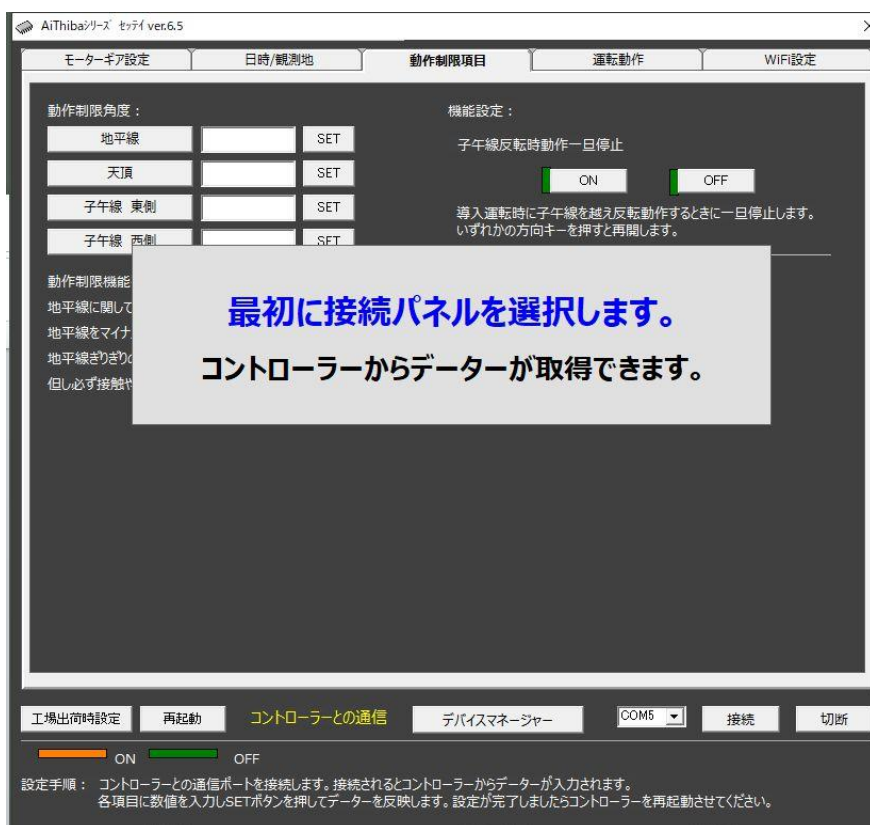 AiThibaｼﾘｰｽﾞ ｾｯﾃｲ ver.6.5
モーターギア設定
日時/観測地
動作制限項目
運転動作
WiFi設定
動作制限角度：
地平線
SET
天頂
SET
子午線 東側
SET
子午線 西側
SET
機能設定：
子午線反転時動作一旦停止
ON
OFF
導入運転時に子午線を越え反転動作するときに一旦停止します。
いずれかの方向キーを押すと再開します。
動作制限機能
地平線に関して
地平線をマイナ
地平線ぎりぎりの
但し必ず接触や
最初に接続パネルを選択します。
コントローラーからデーターが取得できます。
工場出荷時設定
再起動
コントローラーとの通信
デバイスマネージャー
COM5
接続
切断
ON
OFF
設定手順： コントローラーとの通信ポートを接続します。接続されるとコントローラーからデーターが入力されます。
各項目に数値を入力しSETボタンを押してデーターを反映します。設定が完了しましたらコントローラーを再起動させてください。